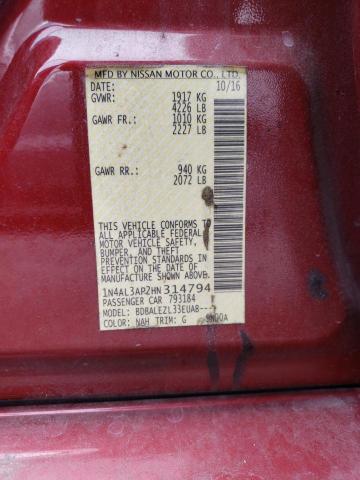 MFD BY NISSAN MOTOR CO., LTD.
DATE: 10/16
GVWR: 1917 KG
4226 LB
GAWR FR: 1010 KG
2227 LB
GAWR RR: 940 KG
2072 LB
THIS VEHICLE CONFORMS TO
ALL APPLICABLE FEDERAL
MOTOR VEHICLE SAFETY,
BUMPER, AND THEFT
PREVENTION STANDARDS IN
EFFECT ON THE DATE OF
MANUFACTURE SHOWN ABOVE.
1N4AL3AP2HN314794
PASSENGER CAR 793184
MODEL: BDBALEZL33EUA8---
COLOR: NAH TRIM: G